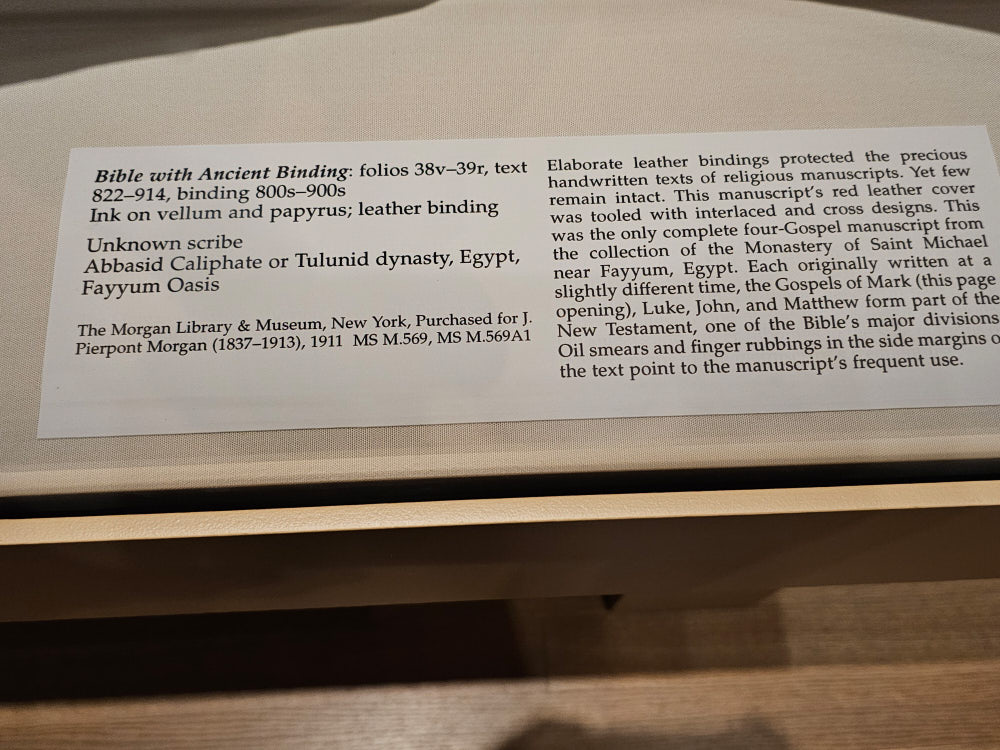 Bible with Ancient Binding: folios 38v–39r, text
822–914, binding 800s–900s
Ink on vellum and papyrus; leather binding
Unknown scribe
Abbasid Caliphate or Tulunid dynasty, Egypt,
Fayyum Oasis
The Morgan Library & Museum, New York, Purchased for J.
Pierpont Morgan (1837–1913), 1911 MS M.569, MS M.569A1
Elaborate leather bindings protected the precious
handwritten texts of religious manuscripts. Yet few
remain intact. This manuscript's red leather cover
was tooled with interlaced and cross designs. This
was the only complete four-Gospel manuscript from
the collection of the Monastery of Saint Michael
near Fayyum, Egypt. Each originally written at a
slightly different time, the Gospels of Mark (this page
opening), Luke, John, and Matthew form part of the
New Testament, one of the Bible's major divisions
Oil smears and finger rubbings in the side margins
the text point to the manuscript's frequent use.